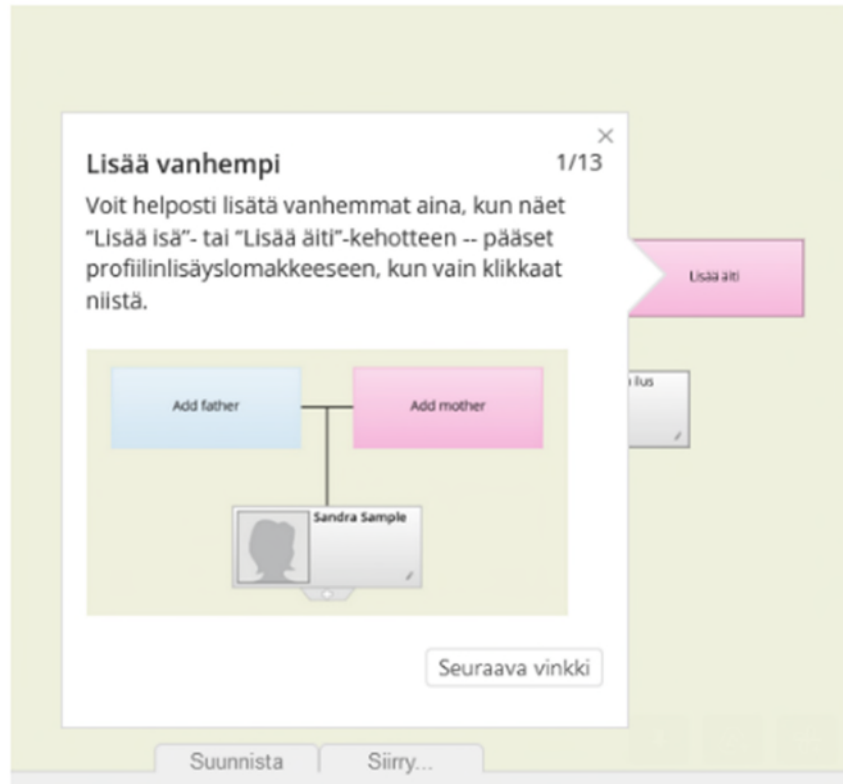 Lisää vanhempi
1/13
Voit helposti lisätä vanhemmat aina, kun näet
“Lisää isä”- tai “Lisää äiti”-kehotteen -- pääset
profiilinlisäyslomakkeeseen, kun vain klikkaat
niistä.
Lisää äiti
Add father
Add mother
Sandra Sample
Seuraava vinkki
Suunnista
Siirry...